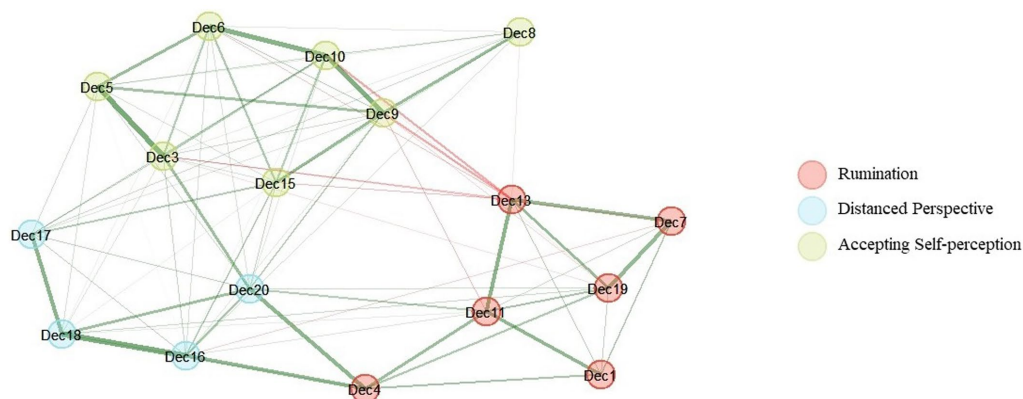 Dec6
Dec8
Dec10
Dec5
Dec9
Dec3
Dec15
Rumination
Dec13
Distanced Perspective
Dec7
Dec17
Accepting Self-perception
Dec20
Dec19
Dec11
Dec18
Dec16
Dec1
Dec4